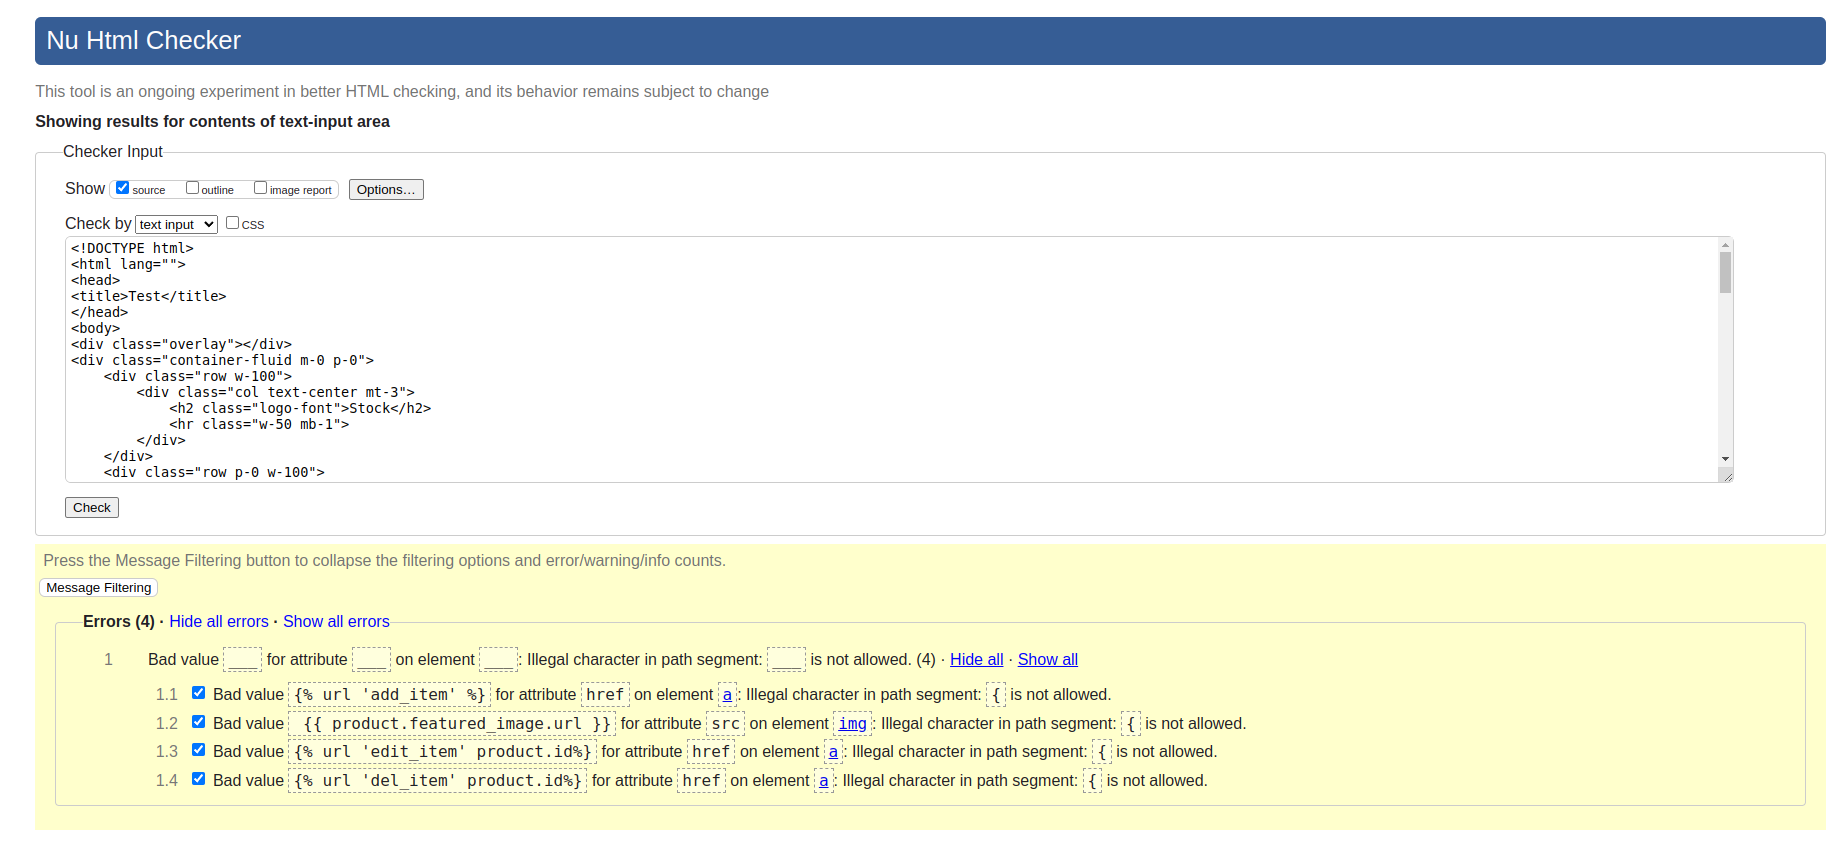 Nu Html Checker
This tool is an ongoing experiment in better HTML checking, and its behavior remains subject to change
Showing results for contents of text-input area
Checker Input
Show source outline image report Options…
Check by text input CSS
<!DOCTYPE html>
<html lang="">
<head>
<title>Test</title>
</head>
<body>
<div class="overlay"></div>
<div class="container-fluid m-0 p-0">
    <div class="row w-100">
        <div class="col text-center mt-3">
            <h2 class="logo-font">Stock</h2>
            <hr class="w-50 mb-1">
        </div>
    </div>
    <div class="row p-0 w-100">
Check
Press the Message Filtering button to collapse the filtering options and error/warning/info counts.
Message Filtering
Errors (4) · Hide all errors · Show all errors
1 Bad value ___ for attribute ___ on element ___: Illegal character in path segment: ___ is not allowed. (4) · Hide all · Show all
1.1 Bad value {% url 'add_item' %} for attribute href on element a: Illegal character in path segment: { is not allowed.
1.2 Bad value {{ product.featured_image.url }} for attribute src on element img: Illegal character in path segment: { is not allowed.
1.3 Bad value {% url 'edit_item' product.id%} for attribute href on element a: Illegal character in path segment: { is not allowed.
1.4 Bad value {% url 'del_item' product.id%} for attribute href on element a: Illegal character in path segment: { is not allowed.